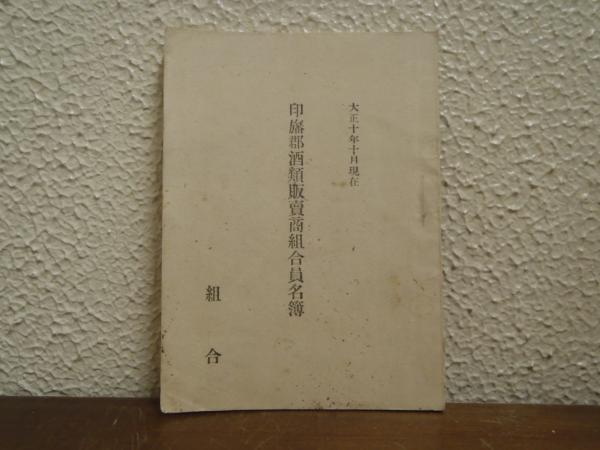 大正十年十月現在
印旛郡酒類販賣商組合員名簿
組合